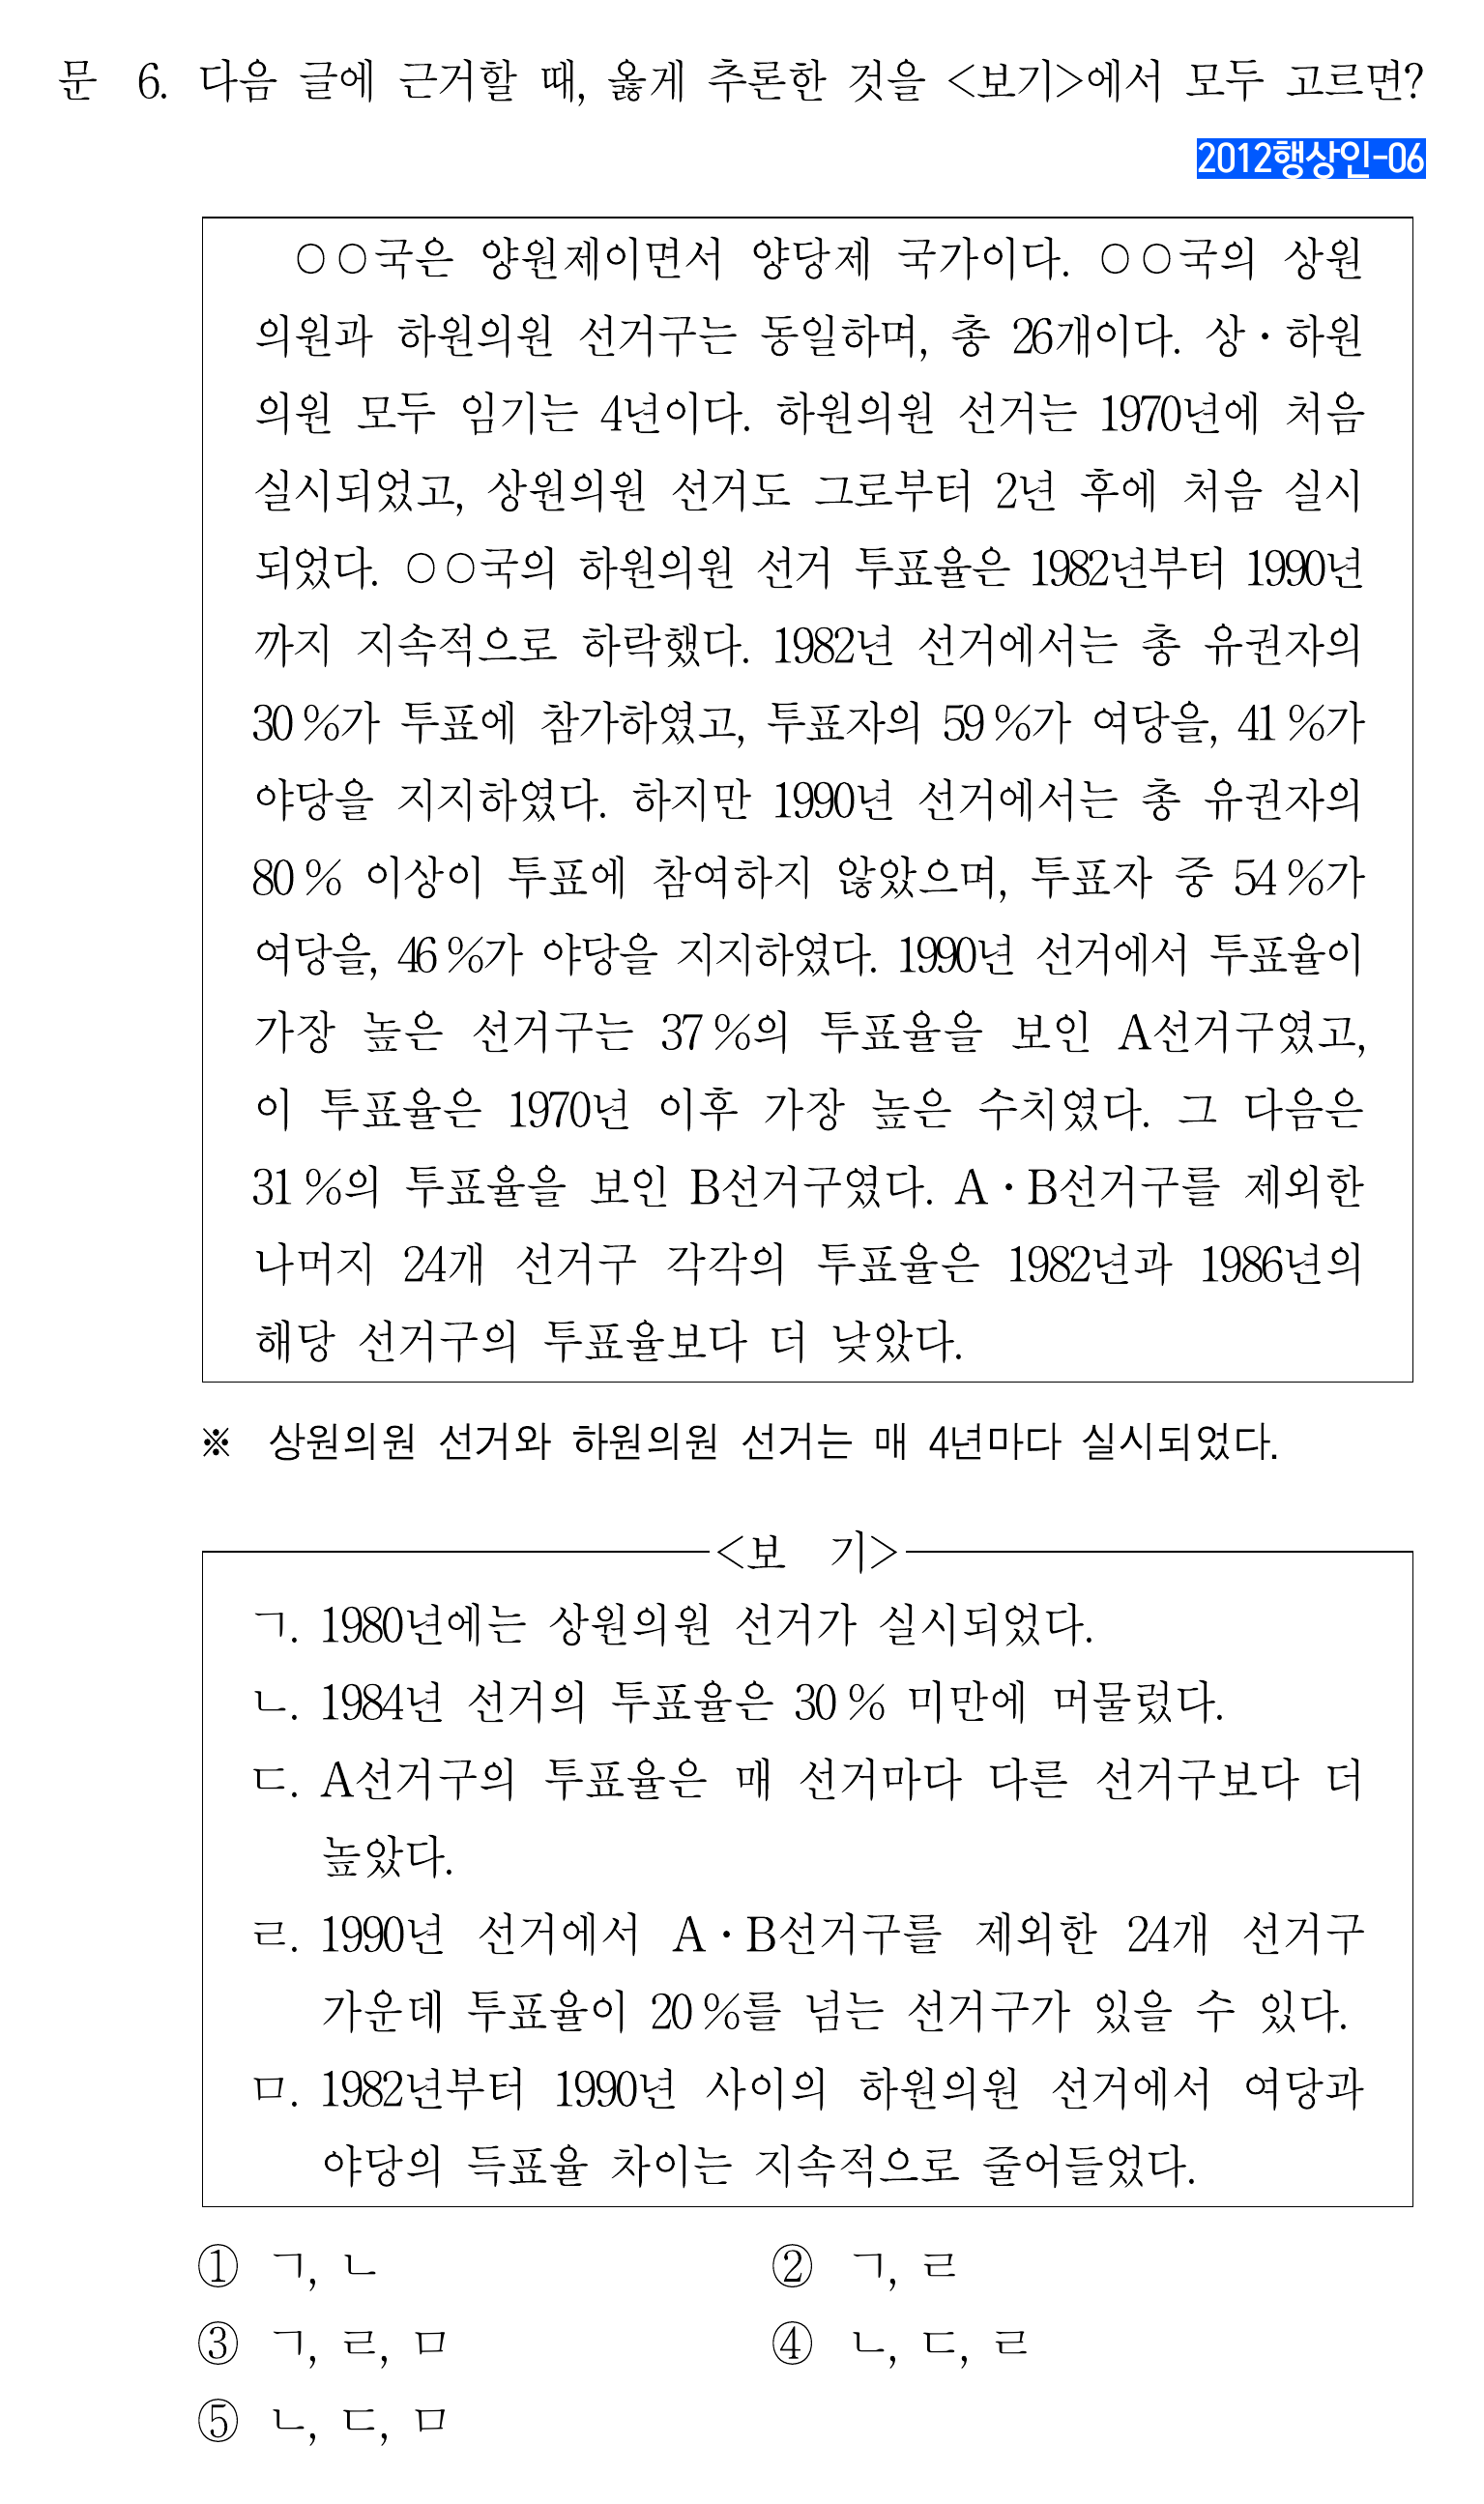 문 6. 다음 글에 근거할 때, 옳게 추론한 것을 <보기>에서 모두 고르면?
2012행상인-06
○○국은 양원제이면서 양당제 국가이다. ○○국의 상원
의원과 하원의원 선거구는 동일하며, 총 26개이다. 상·하원
의원 모두 임기는 4년이다. 하원의원 선거는 1970년에 처음
실시되었고, 상원의원 선거도 그로부터 2년 후에 처음 실시
되었다. ○○국의 하원의원 선거 투표율은 1982년부터 1990년
까지 지속적으로 하락했다. 1982년 선거에서는 총 유권자의
30%가 투표에 참가하였고, 투표자의 59%가 여당을, 41%가
야당을 지지하였다. 하지만 1990년 선거에서는 총 유권자의
80% 이상이 투표에 참여하지 않았으며, 투표자 중 54%가
여당을, 46%가 야당을 지지하였다. 1990년 선거에서 투표율이
가장 높은 선거구는 37%의 투표율을 보인 A선거구였고,
이 투표율은 1970년 이후 가장 높은 수치였다. 그 다음은
31%의 투표율을 보인 B선거구였다. A·B선거구를 제외한
나머지 24개 선거구 각각의 투표율은 1982년과 1986년의
해당 선거구의 투표율보다 더 낮았다.
※ 상원의원 선거와 하원의원 선거는 매 4년마다 실시되었다.
<보 기>
ㄱ. 1980년에는 상원의원 선거가 실시되었다.
ㄴ. 1984년 선거의 투표율은 30% 미만에 머물렀다.
ㄷ. A선거구의 투표율은 매 선거마다 다른 선거구보다 더
높았다.
ㄹ. 1990년 선거에서 A·B선거구를 제외한 24개 선거구
가운데 투표율이 20%를 넘는 선거구가 있을 수 있다.
ㅁ. 1982년부터 1990년 사이의 하원의원 선거에서 여당과
야당의 득표율 차이는 지속적으로 줄어들었다.
① ㄱ, ㄴ ② ㄱ, ㄹ
③ ㄱ, ㄹ, ㅁ ④ ㄴ, ㄷ, ㄹ
⑤ ㄴ, ㄷ, ㅁ